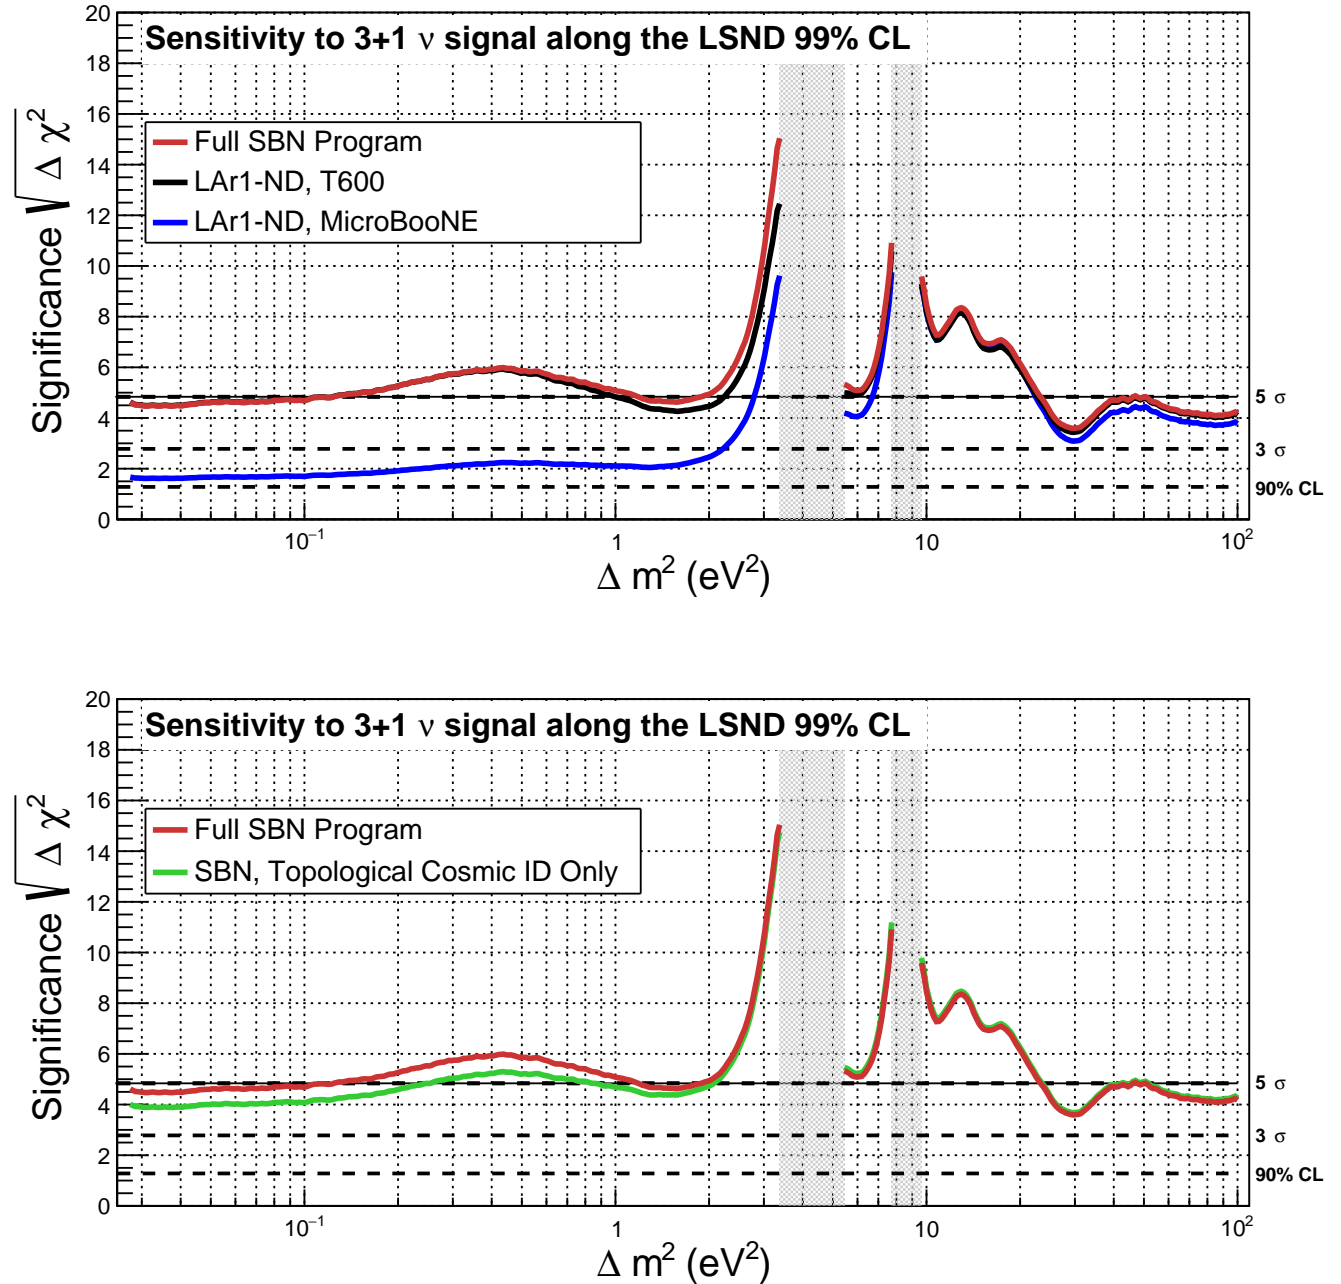 Sensitivity to 3+1 ν signal along the LSND 99% CL
Full SBN Program
LAr1-ND, T600
LAr1-ND, MicroBooNE
Significance √Δ χ²
20
18
16
14
12
10
8
6
4
2
0
5 σ
3 σ
90% CL
10⁻¹
1
10
10²
Δ m² (eV²)
Sensitivity to 3+1 ν signal along the LSND 99% CL
Full SBN Program
SBN, Topological Cosmic ID Only
Significance √Δ χ²
20
18
16
14
12
10
8
6
4
2
0
5 σ
3 σ
90% CL
10⁻¹
1
10
10²
Δ m² (eV²)